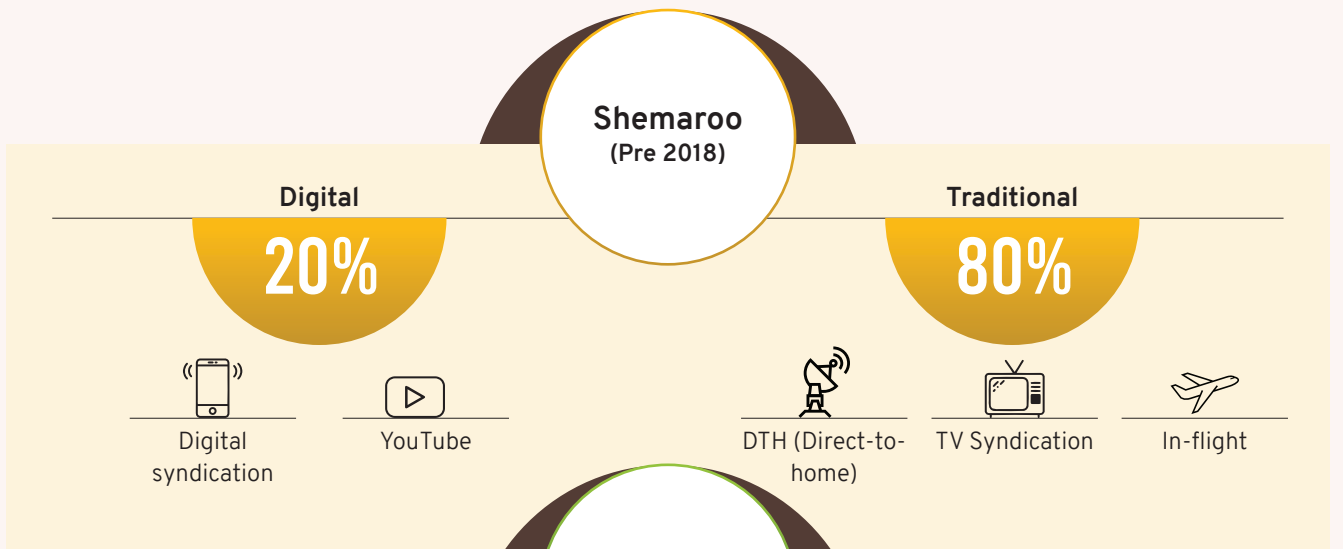 Shemaroo
(Pre 2018)
Digital
Traditional
20%
80%
Digital
syndication
YouTube
DTH (Direct-to-
home)
TV Syndication
In-flight